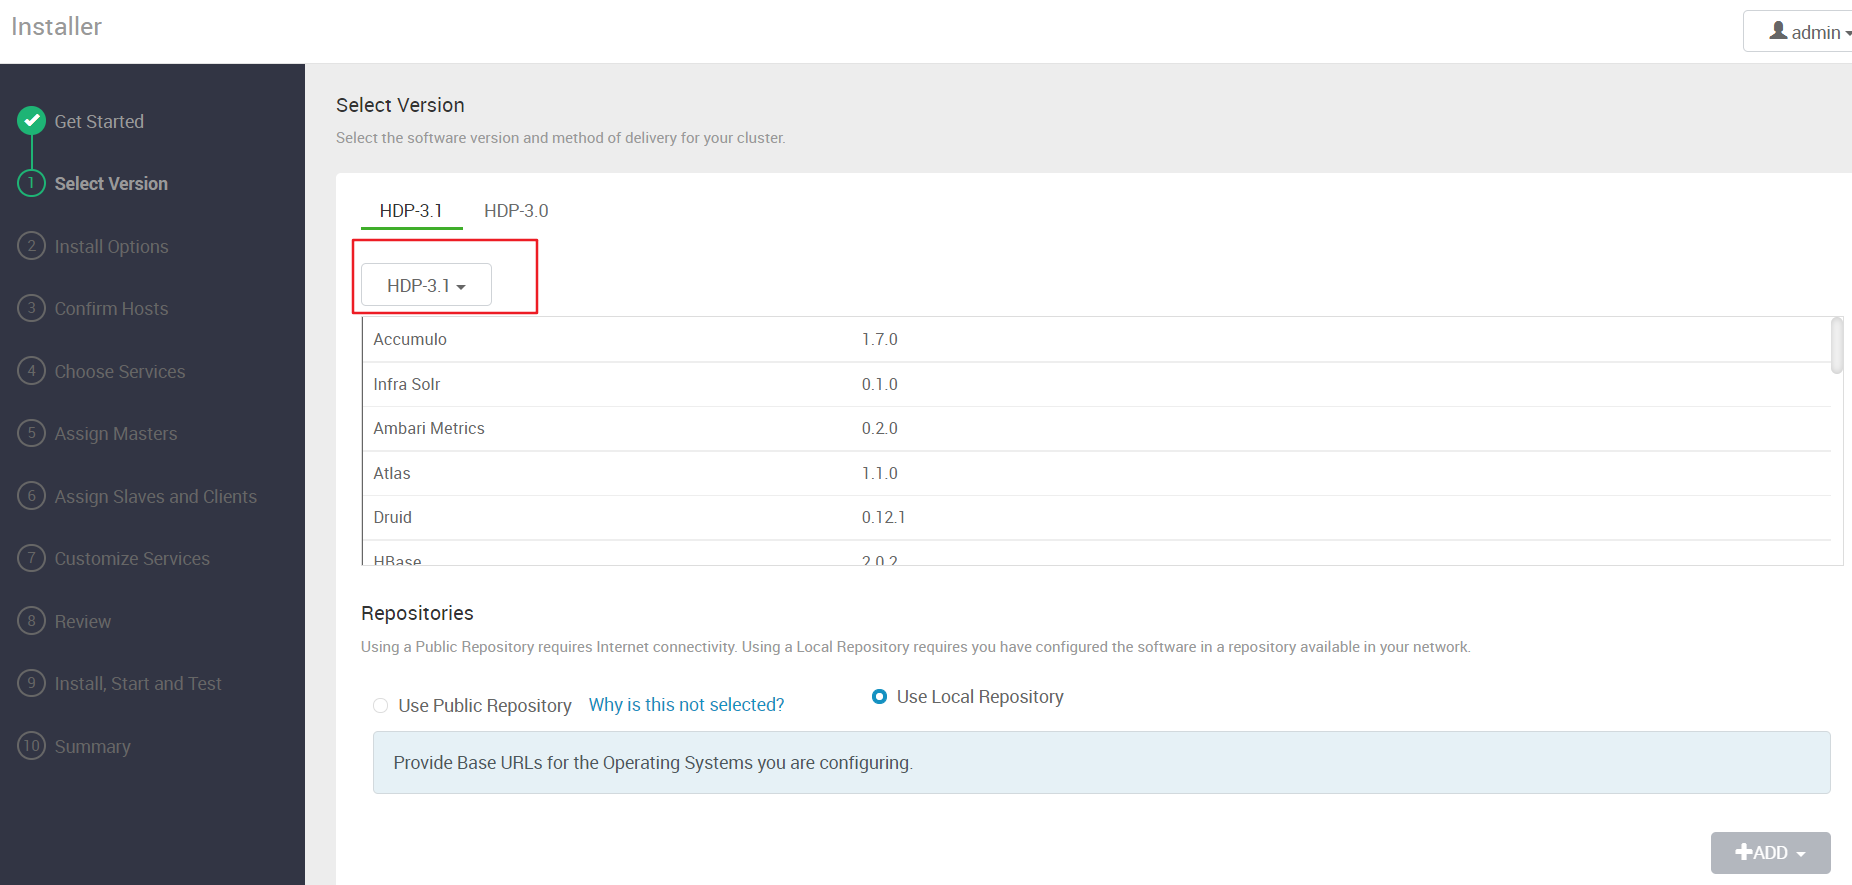 Installer
admin
Get Started
1 Select Version
2 Install Options
3 Confirm Hosts
4 Choose Services
5 Assign Masters
6 Assign Slaves and Clients
7 Customize Services
8 Review
9 Install, Start and Test
10 Summary
Select Version
Select the software version and method of delivery for your cluster.
HDP-3.1 HDP-3.0
HDP-3.1
Accumulo 1.7.0
Infra Solr 0.1.0
Ambari Metrics 0.2.0
Atlas 1.1.0
Druid 0.12.1
HBase 2.0.2
Repositories
Using a Public Repository requires Internet connectivity. Using a Local Repository requires you have configured the software in a repository available in your network.
Use Public Repository Why is this not selected? Use Local Repository
Provide Base URLs for the Operating Systems you are configuring.
ADD